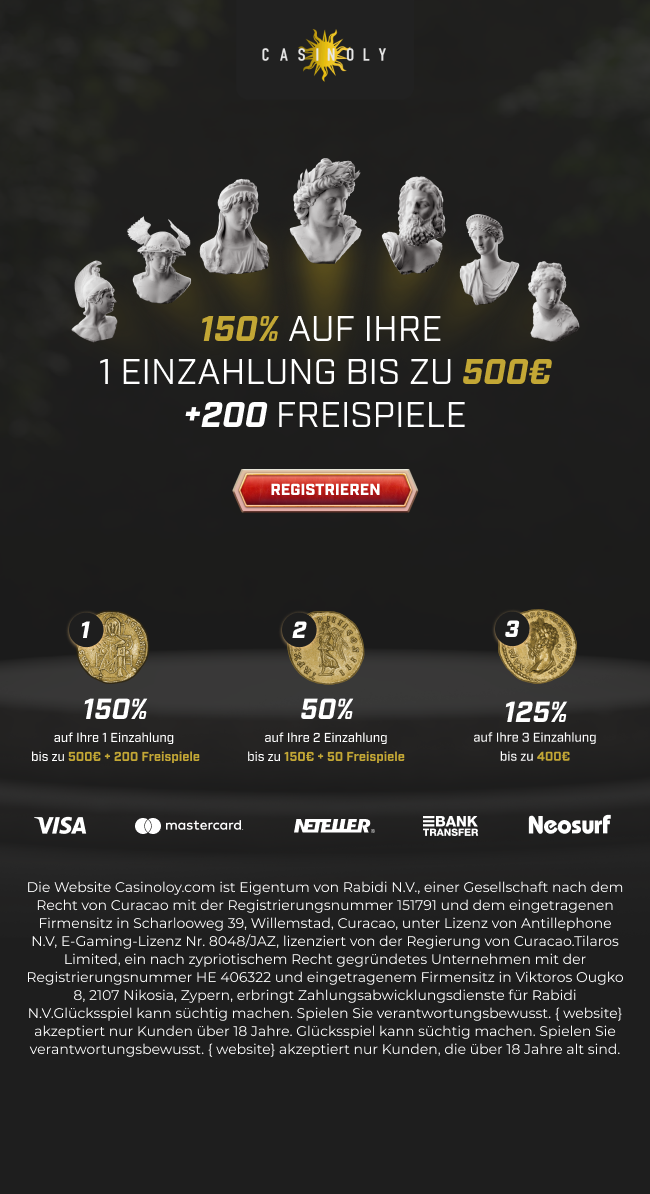 CASINOLY
150% AUF IHRE
1 EINZAHLUNG BIS ZU 500€
+200 FREISPIELE
REGISTRIEREN
1
2
3
150%
auf Ihre 1 Einzahlung
bis zu 500€ + 200 Freispiele
50%
auf Ihre 2 Einzahlung
bis zu 150€ + 50 Freispiele
125%
auf Ihre 3 Einzahlung
bis zu 400€
VISA
mastercard.
NETELLER®
BANK
TRANSFER
Neosurf
Die Website Casinoloy.com ist Eigentum von Rabidi N.V., einer Gesellschaft nach dem
Recht von Curacao mit der Registrierungsnummer 151791 und dem eingetragenen
Firmensitz in Scharlooweg 39, Willemstad, Curacao, unter Lizenz von Antillephone
N.V, E-Gaming-Lizenz Nr. 8048/JAZ, lizenziert von der Regierung von Curacao.Tilaros
Limited, ein nach zypriotischem Recht gegründetes Unternehmen mit der
Registrierungsnummer HE 406322 und eingetragenem Firmensitz in Viktoros Ougko
8, 2107 Nikosia, Zypern, erbringt Zahlungsabwicklungsdienste für Rabidi
N.V.Glücksspiel kann süchtig machen. Spielen Sie verantwortungsbewusst. { website}
akzeptiert nur Kunden über 18 Jahre. Glücksspiel kann süchtig machen. Spielen Sie
verantwortungsbewusst. { website} akzeptiert nur Kunden, die über 18 Jahre alt sind.